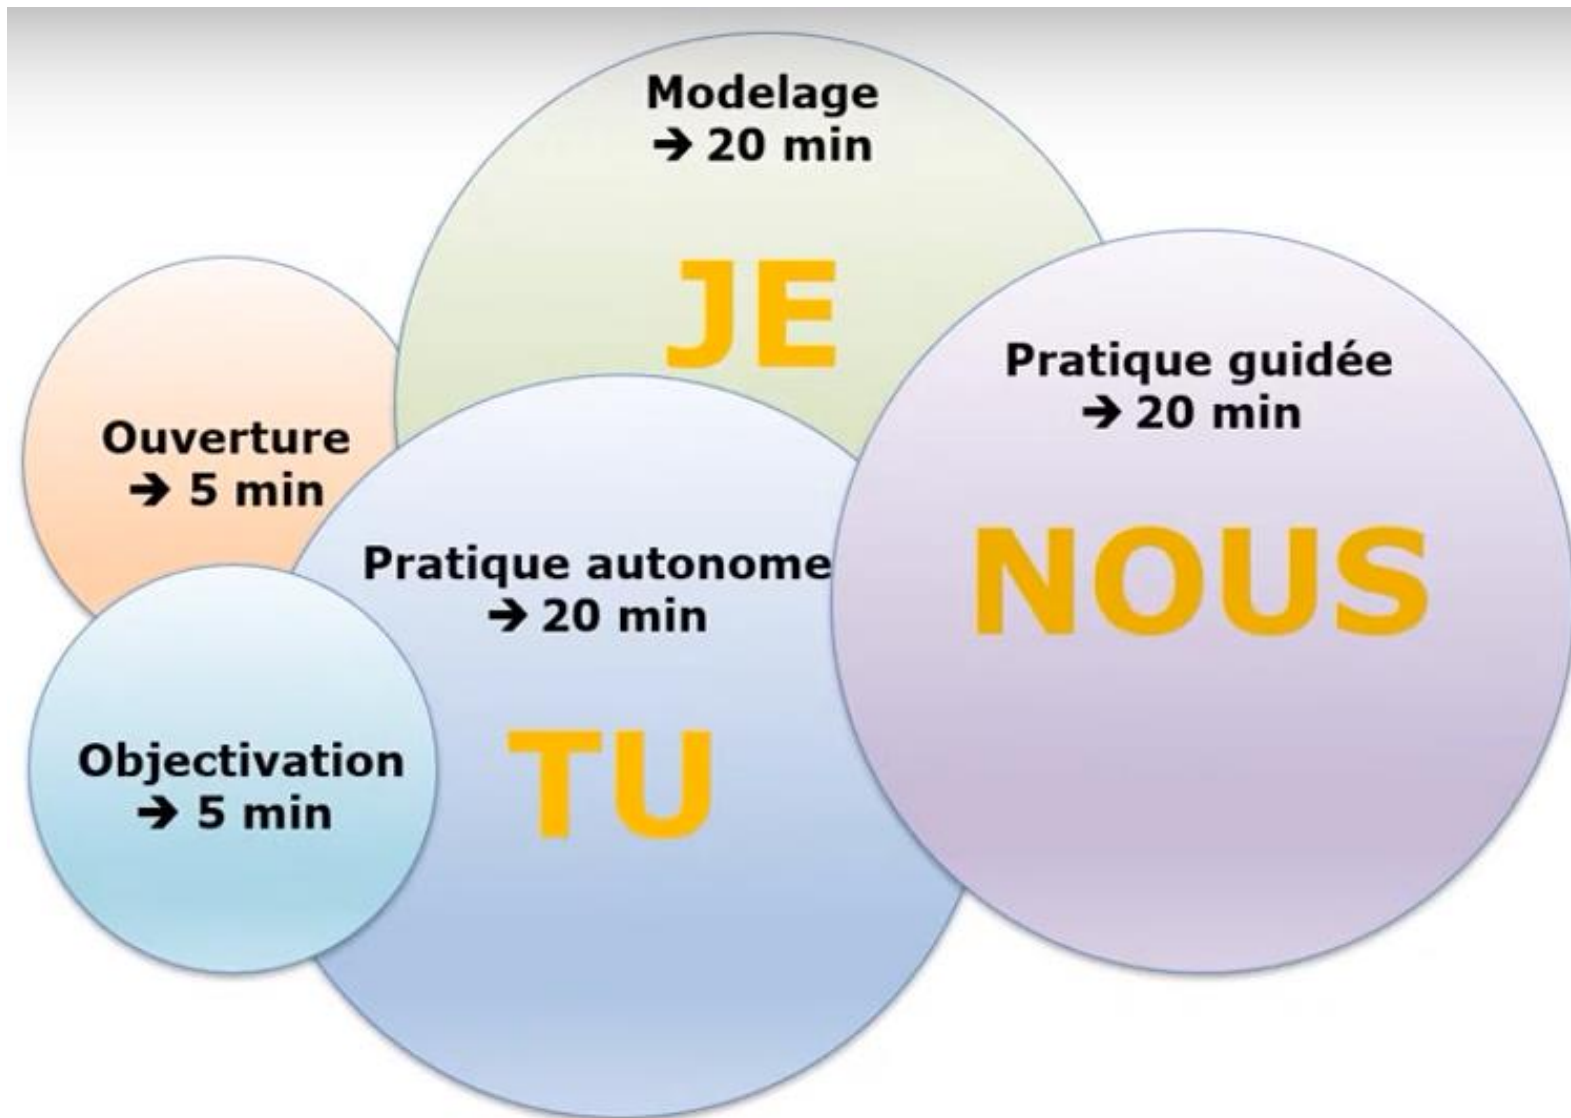 Modelage
➔ 20 min
JE
Ouverture
➔ 5 min
Pratique guidée
➔ 20 min
NOUS
Pratique autonome
➔ 20 min
TU
Objectivation
➔ 5 min